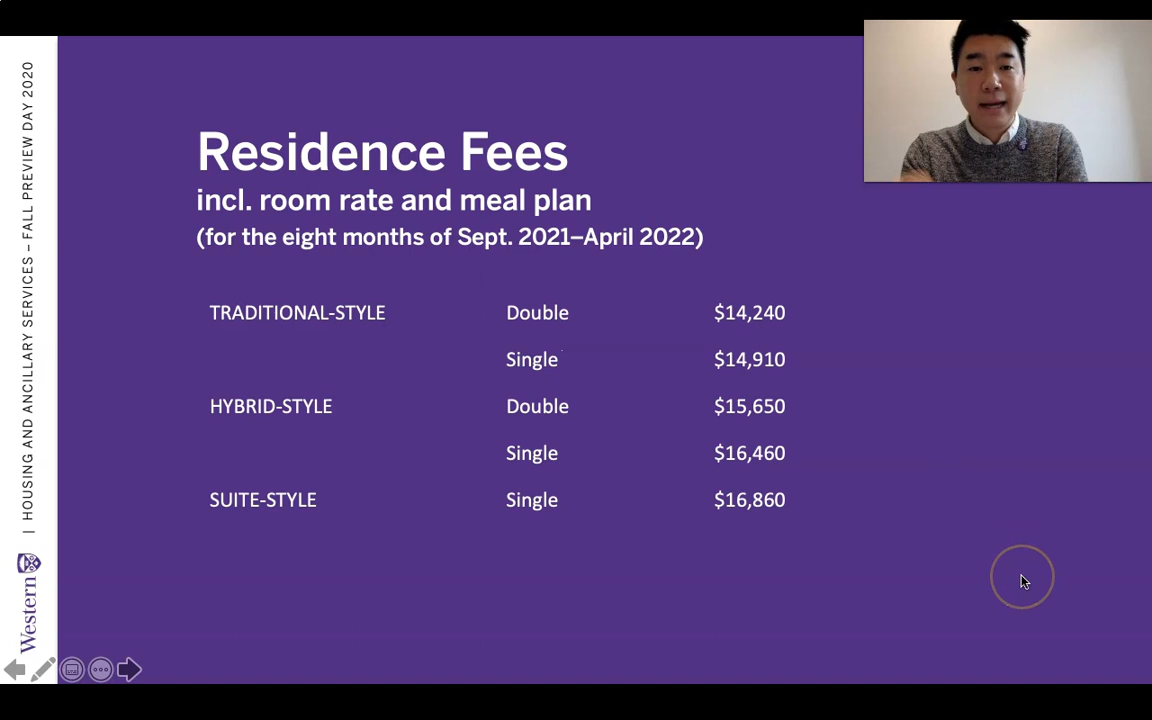 Residence Fees
incl. room rate and meal plan
(for the eight months of Sept. 2021–April 2022)
TRADITIONAL-STYLE Double $14,240
Single $14,910
HYBRID-STYLE Double $15,650
Single $16,460
SUITE-STYLE Single $16,860
Western | HOUSING AND ANCILLARY SERVICES – FALL PREVIEW DAY 2020